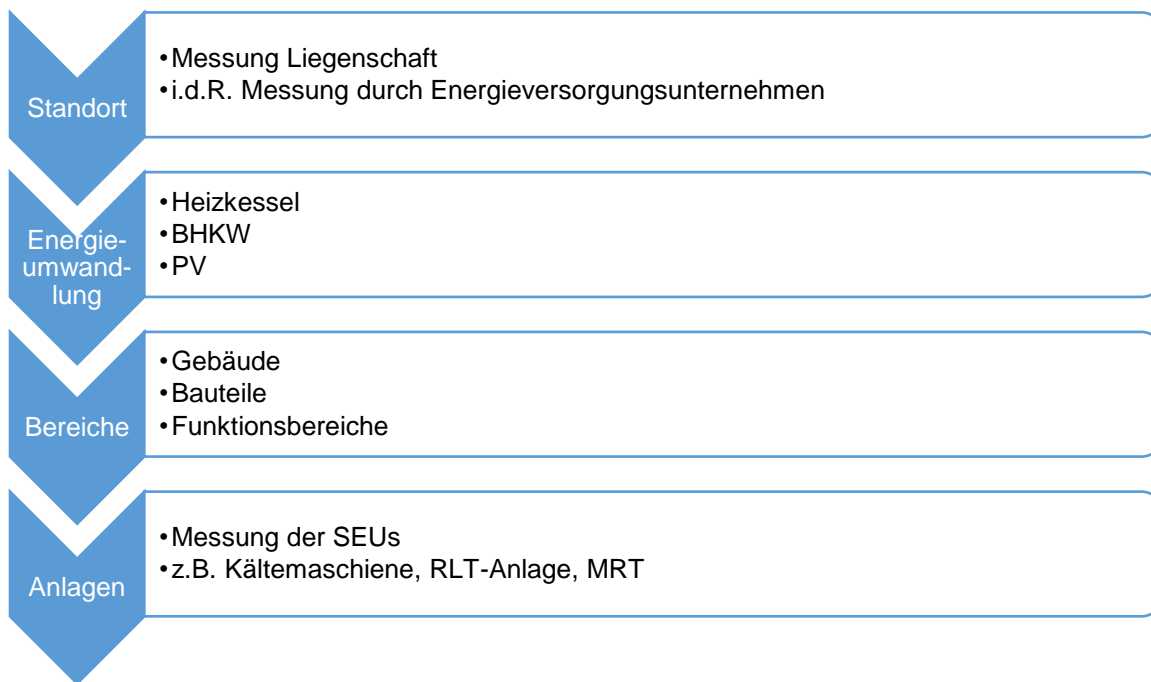 Standort
•Messung Liegenschaft
•i.d.R. Messung durch Energieversorgungsunternehmen
Energie-
umwand-
lung
•Heizkessel
•BHKW
•PV
Bereiche
•Gebäude
•Bauteile
•Funktionsbereiche
Anlagen
•Messung der SEUs
•z.B. Kältemaschiene, RLT-Anlage, MRT